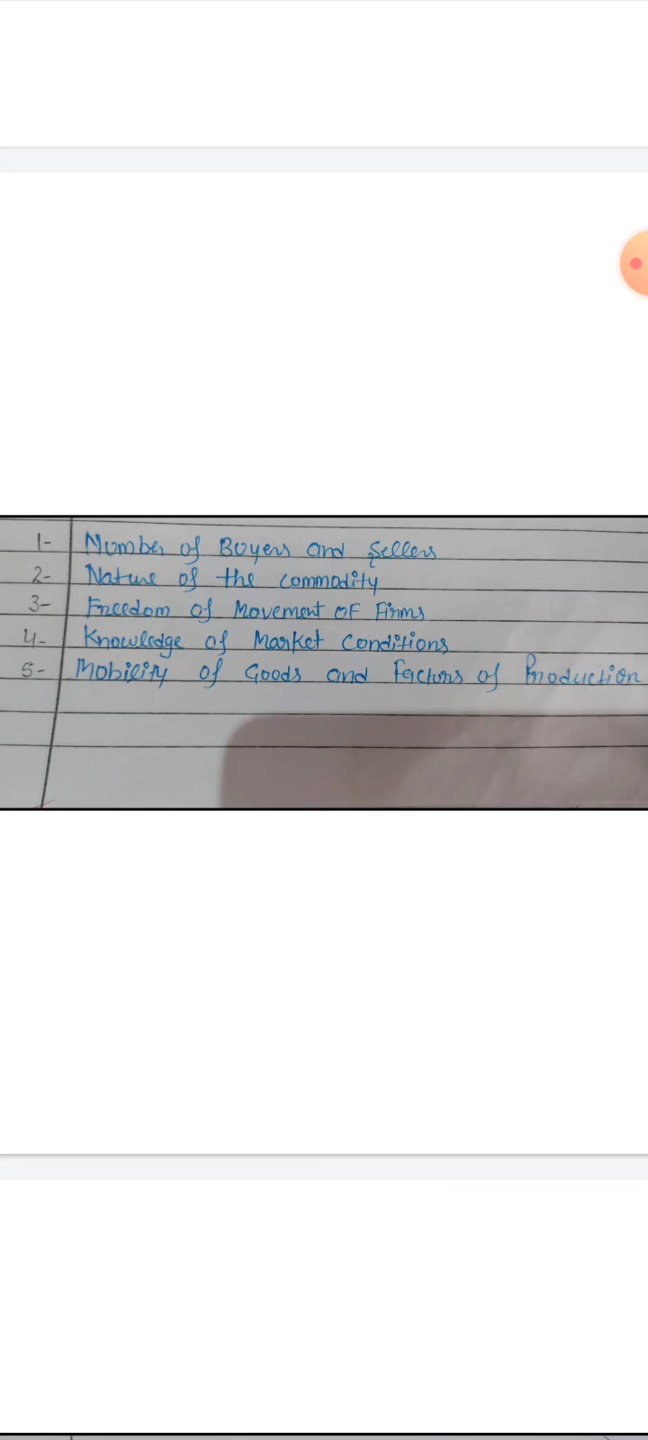 1- Number of Buyers and Sellers
2- Nature of the commodity
3- Freedom of Movement of Firms
4- Knowledge of Market Conditions
5- Mobility of Goods and Factors of Production